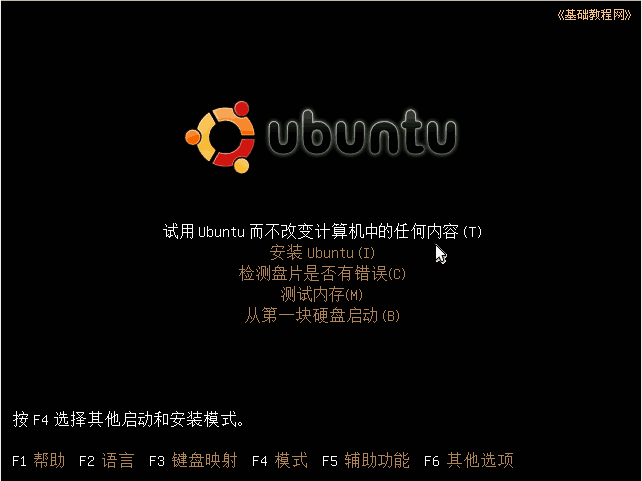 《基础教程网》
ubuntu
试用 Ubuntu 而不改变计算机中的任何内容 (T)
安装 Ubuntu (I)
检测盘片是否有错误(C)
测试内存(M)
从第一块硬盘启动 (B)
按 F4 选择其他启动和安装模式。
F1 帮助 F2 语言 F3 键盘映射 F4 模式 F5 辅助功能 F6 其他选项